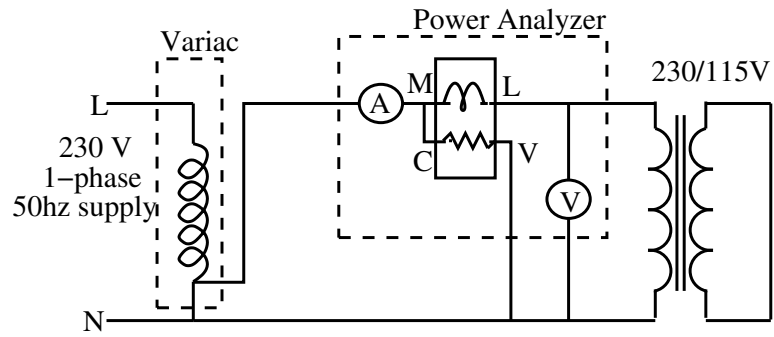 Power Analyzer
Variac
230/115V
M
L
L
A
230 V
1−phase
50hz supply
C
V
V
N